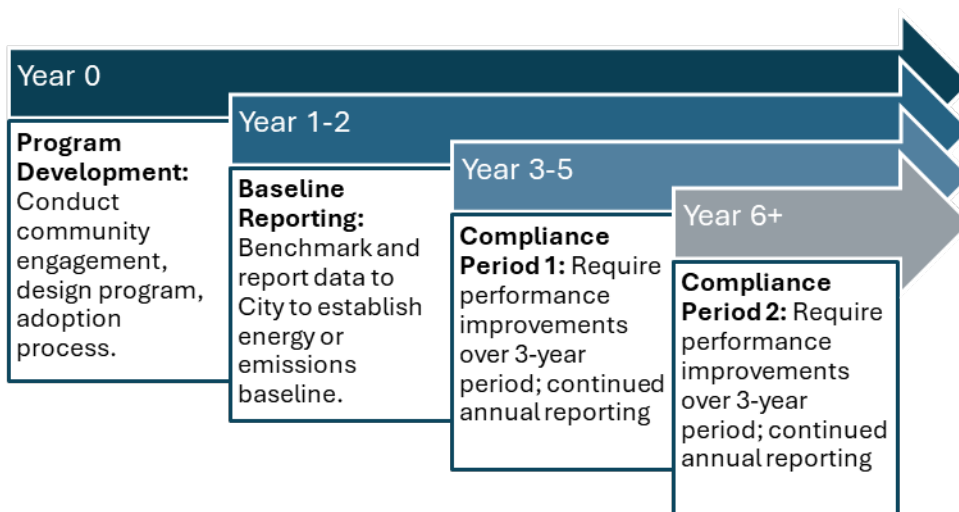 Year 0
Program
Development:
Conduct
community
engagement,
design program,
adoption
process.
Year 1-2
Baseline
Reporting:
Benchmark and
report data to
City to establish
energy or
emissions
baseline.
Year 3-5
Compliance
Period 1: Require
performance
improvements
over 3-year
period; continued
annual reporting
Year 6+
Compliance
Period 2: Require
performance
improvements
over 3-year
period; continued
annual reporting